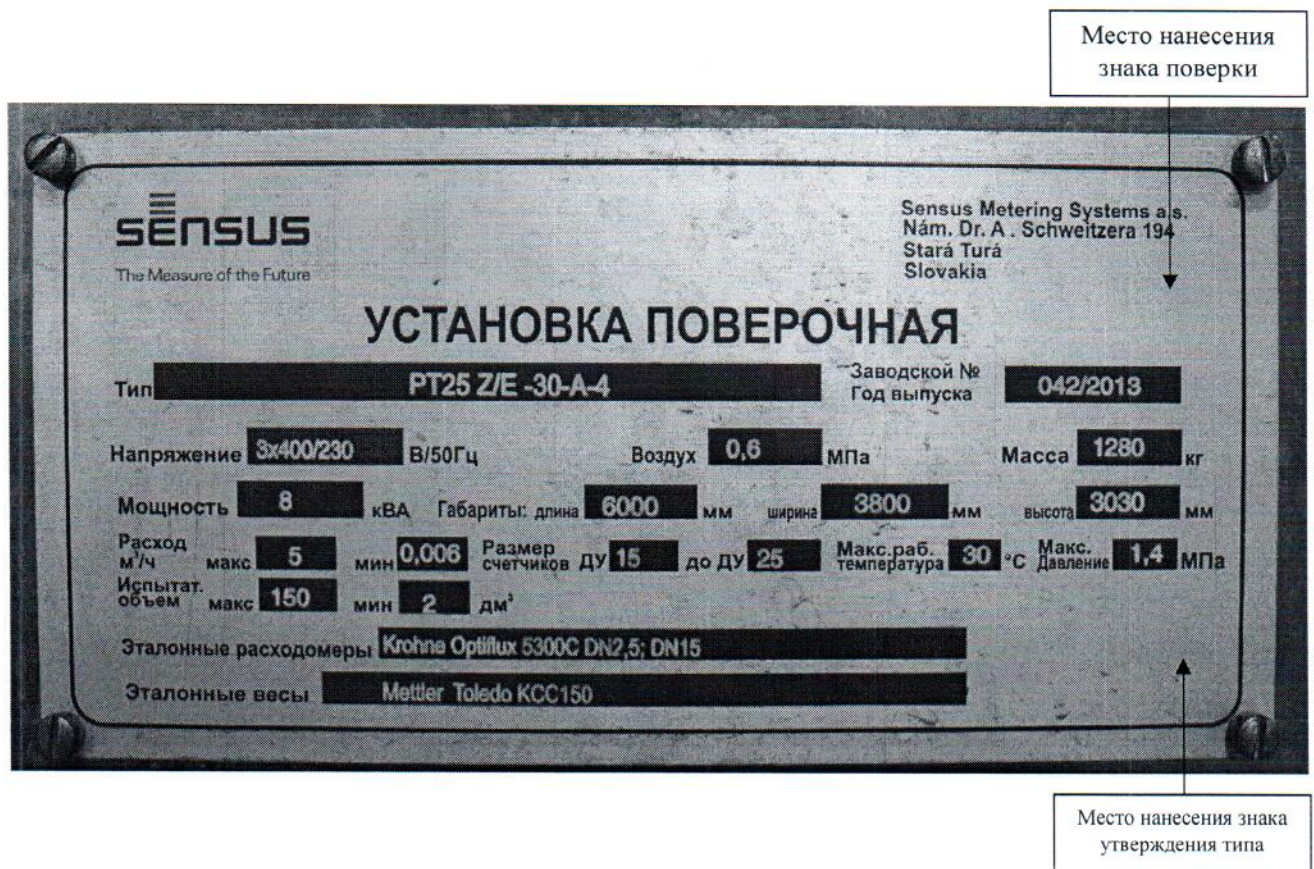 Место нанесения
знака поверки
sensus
The Measure of the Future
Sensus Metering Systems a.s.
Nám. Dr. A . Schweitzera 194
Stará Turá
Slovakia
УСТАНОВКА ПОВЕРОЧНАЯ
Тип PT25 Z/E -30-A-4 Заводской № Год выпуска 042/2013
Напряжение 3x400/230 В/50Гц Воздух 0,6 МПа Масса 1280 кг
Мощность 8 кВА Габариты: длина 6000 мм ширина 3800 мм высота 3030 мм
Расход м³/ч макс 5 мин 0,006 Размер счетчиков ДУ 15 до ДУ 25 Макс.раб. температура 30 °С Макс. Давление 1,4 МПа
Испытат. объем макс 150 мин 2 дм³
Эталонные расходомеры Krohne Optiflux 5300C DN2,5; DN15
Эталонные весы Mettler Toledo KCC150
Место нанесения знака
утверждения типа